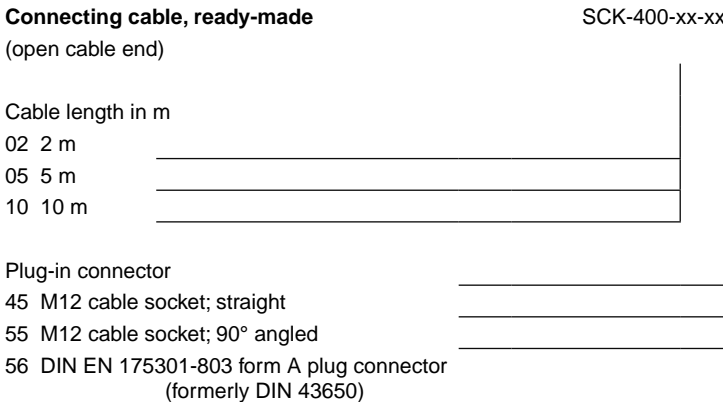 Connecting cable, ready-made SCK-400-xx-xx
(open cable end)
Cable length in m
02 2 m
05 5 m
10 10 m
Plug-in connector
45 M12 cable socket; straight
55 M12 cable socket; 90° angled
56 DIN EN 175301-803 form A plug connector
(formerly DIN 43650)